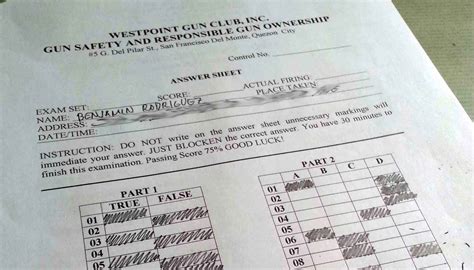 WESTPOINT GUN CLUB, INC.
GUN SAFETY AND RESPONSIBLE GUN OWNERSHIP
#5 G. Del Pilar St., San Francisco Del Monte, Quezon City
Control No.
ANSWER SHEET
EXAM SET: SCORE: ACTUAL FIRING:
NAME: BENJAMIN RODRIGUEZ PLACE TAKEN
ADDRESS:
DATE/TIME:
INSTRUCTION: DO NOT write on the answer sheet unnecessary markings will
immediate your answer. JUST BLOCKEN the correct answer. You have 30 minutes to
finish this examination. Passing Score 75% GOOD LUCK!
PART 1 PART 2
TRUE FALSE A B C D
01 01
02 02
03 03
04 04
05 05
06 06
07
08